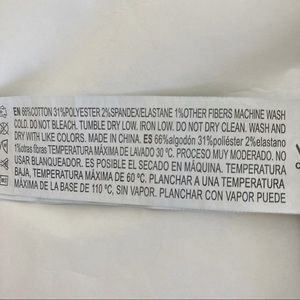 EN 66%COTTON 31%POLYESTER 2%SPANDEX/ELASTANE 1%OTHER FIBERS MACHINE WASH
COLD. DO NOT BLEACH. TUMBLE DRY LOW. IRON LOW. DO NOT DRY CLEAN. WASH AND
DRY WITH LIKE COLORS. MADE IN CHINA. ES 66%algodón 31%poliéster 2%elastano
1%otras fibras TEMPERATURA MÁXIMA DE LAVADO 30 ºC. PROCESO MUY MODERADO. NO
USAR BLANQUEADOR. ES POSIBLE EL SECADO EN MÁQUINA. TEMPERATURA
BAJA, TEMPERATURA MÁXIMA DE 60 ºC. PLANCHAR A UNA TEMPERATURA
MÁXIMA DE LA BASE DE 110 ºC, SIN VAPOR. PLANCHAR CON VAPOR PUEDE